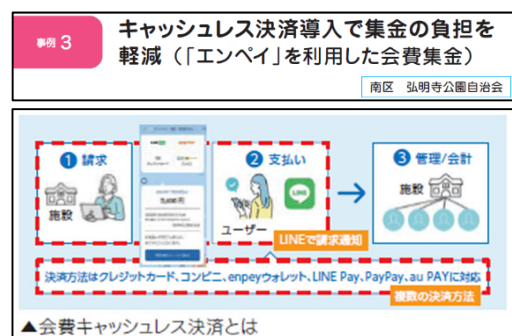 事例 3
キャッシュレス決済導入で集金の負担を
軽減（「エンペイ」を利用した会費集金）
南区 弘明寺公園自治会
❶ 請求
施設
❷ 支払い
LINE
ユーザー
LINEで請求通知
❸ 管理/会計
施設
決済方法はクレジットカード、コンビニ、enpeyウォレット、LINE Pay、PayPay、au PAYに対応
複数の決済方法
▲会費キャッシュレス決済とは